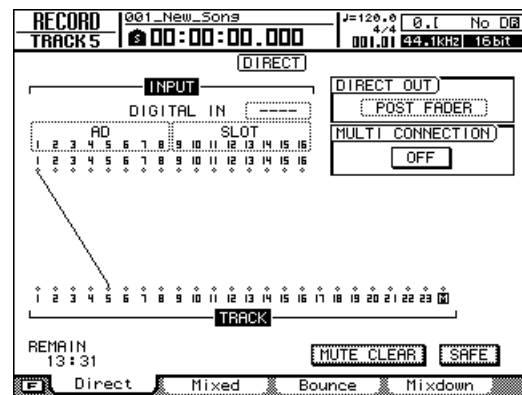 RECORD
TRACK 5
001_New_Song
S 00:00:00.000
♩=120.0
4/4
001.01
0.[ No DB
44.1kHz 16bit
DIRECT
INPUT
DIGITAL IN ----
AD SLOT
1 2 3 4 5 6 7 8 9 10 11 12 13 14 15 16
1 2 3 4 5 6 7 8 9 10 11 12 13 14 15 16
DIRECT OUT
POST FADER
MULTI CONNECTION
OFF
1 2 3 4 5 6 7 8 9 10 11 12 13 14 15 16 17 18 19 20 21 22 23 M
TRACK
REMAIN
13:31
MUTE CLEAR SAFE
F Direct Mixed Bounce Mixdown